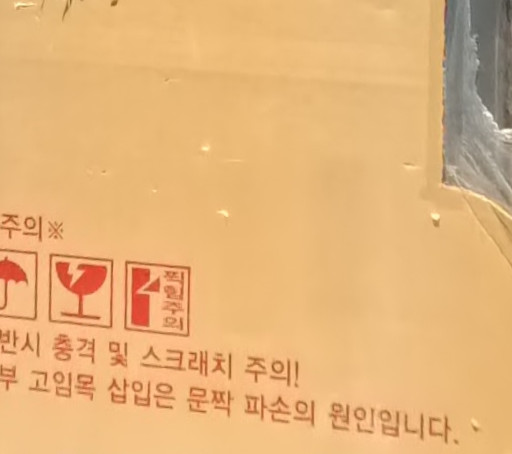 주의※
찍힘주의
반시 충격 및 스크래치 주의!
부 고임목 삽입은 문짝 파손의 원인입니다.